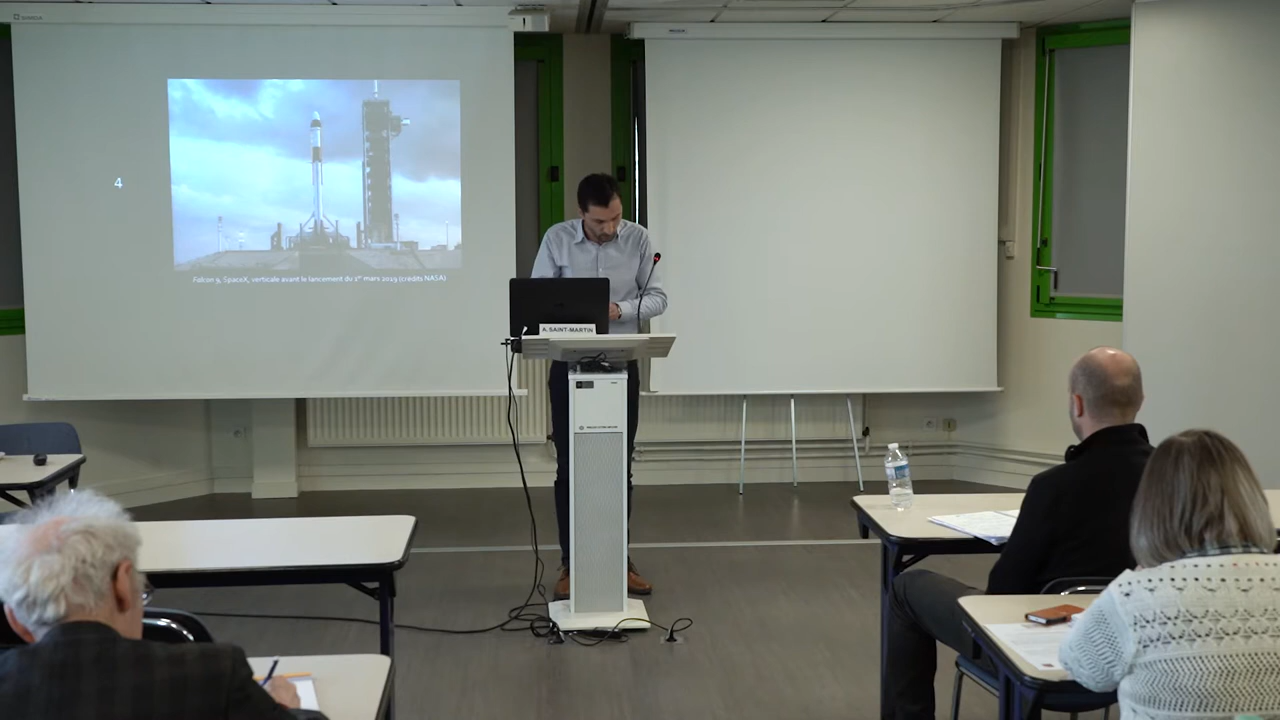 4
Falcon 9, SpaceX, verticale avant le lancement du 1er mars 2019 (crédits NASA)
A. SAINT-MARTIN